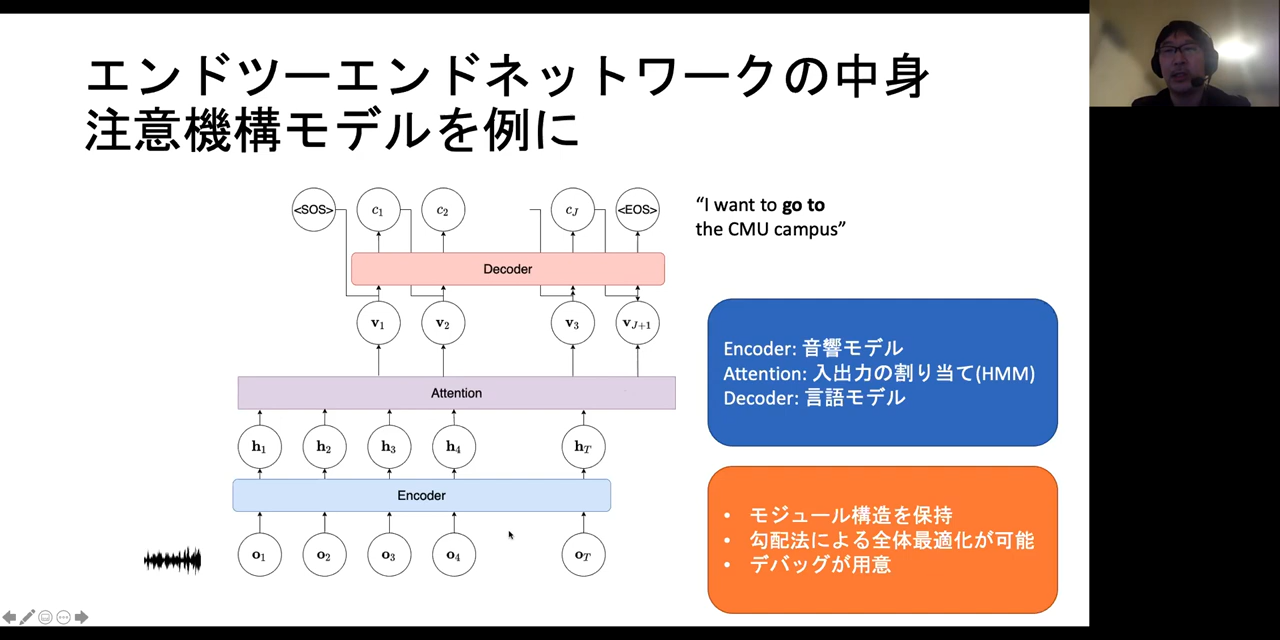 エンドツーエンドネットワークの中身
注意機構モデルを例に
<SOS> c1 c2 cJ <EOS>
“I want to go to
the CMU campus”
Decoder
v1 v2 v3 vJ+1
Attention
h1 h2 h3 h4 hT
Encoder
o1 o2 o3 o4 oT
Encoder: 音響モデル
Attention: 入出力の割り当て(HMM)
Decoder: 言語モデル
• モジュール構造を保持
• 勾配法による全体最適化が可能
• デバッグが用意